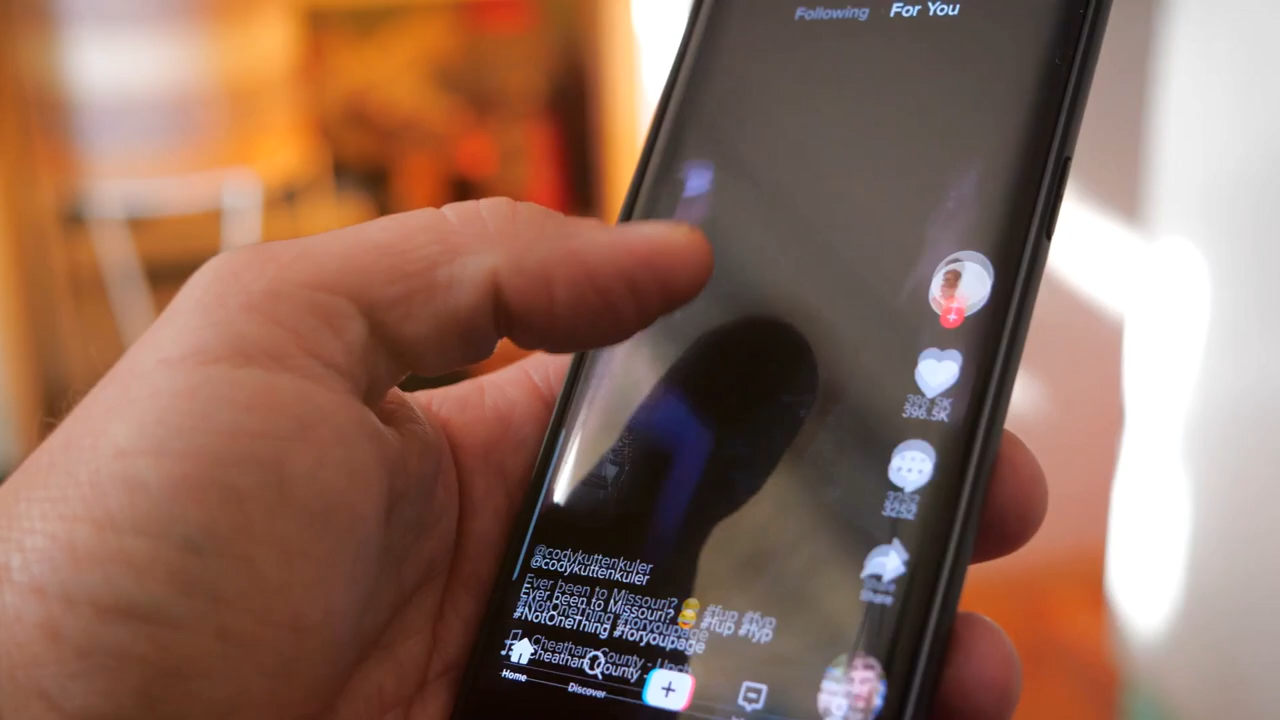 Following For You
396.5K
3252
Share
@codykuttenkuler
Ever been to Missouri? 😂 #fup #fyp
#NotOneThing #foryoupage
Cheatham County -
Home
Discover